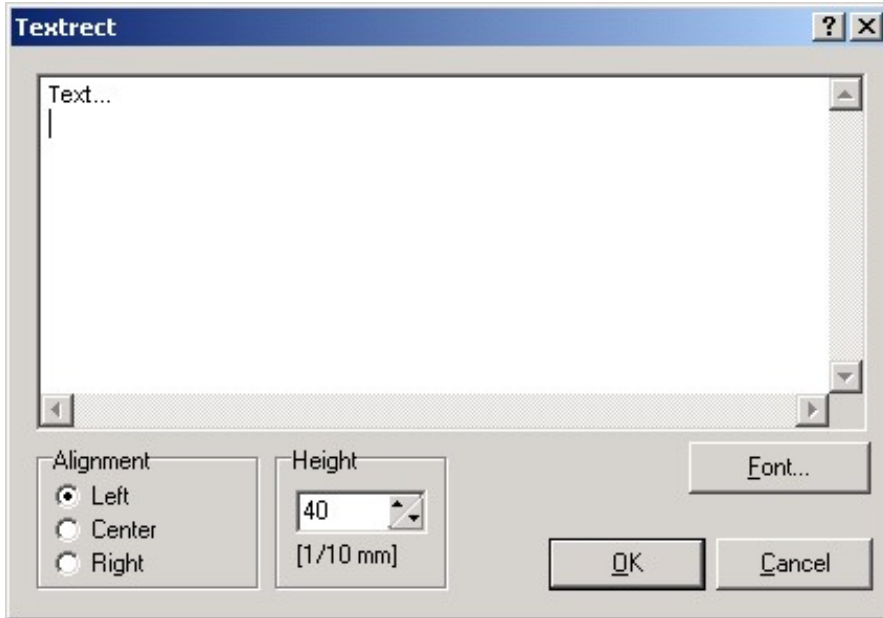 Textrect
Text...
Alignment
Left
Center
Right
Height
40
[1/10 mm]
Font...
OK
Cancel